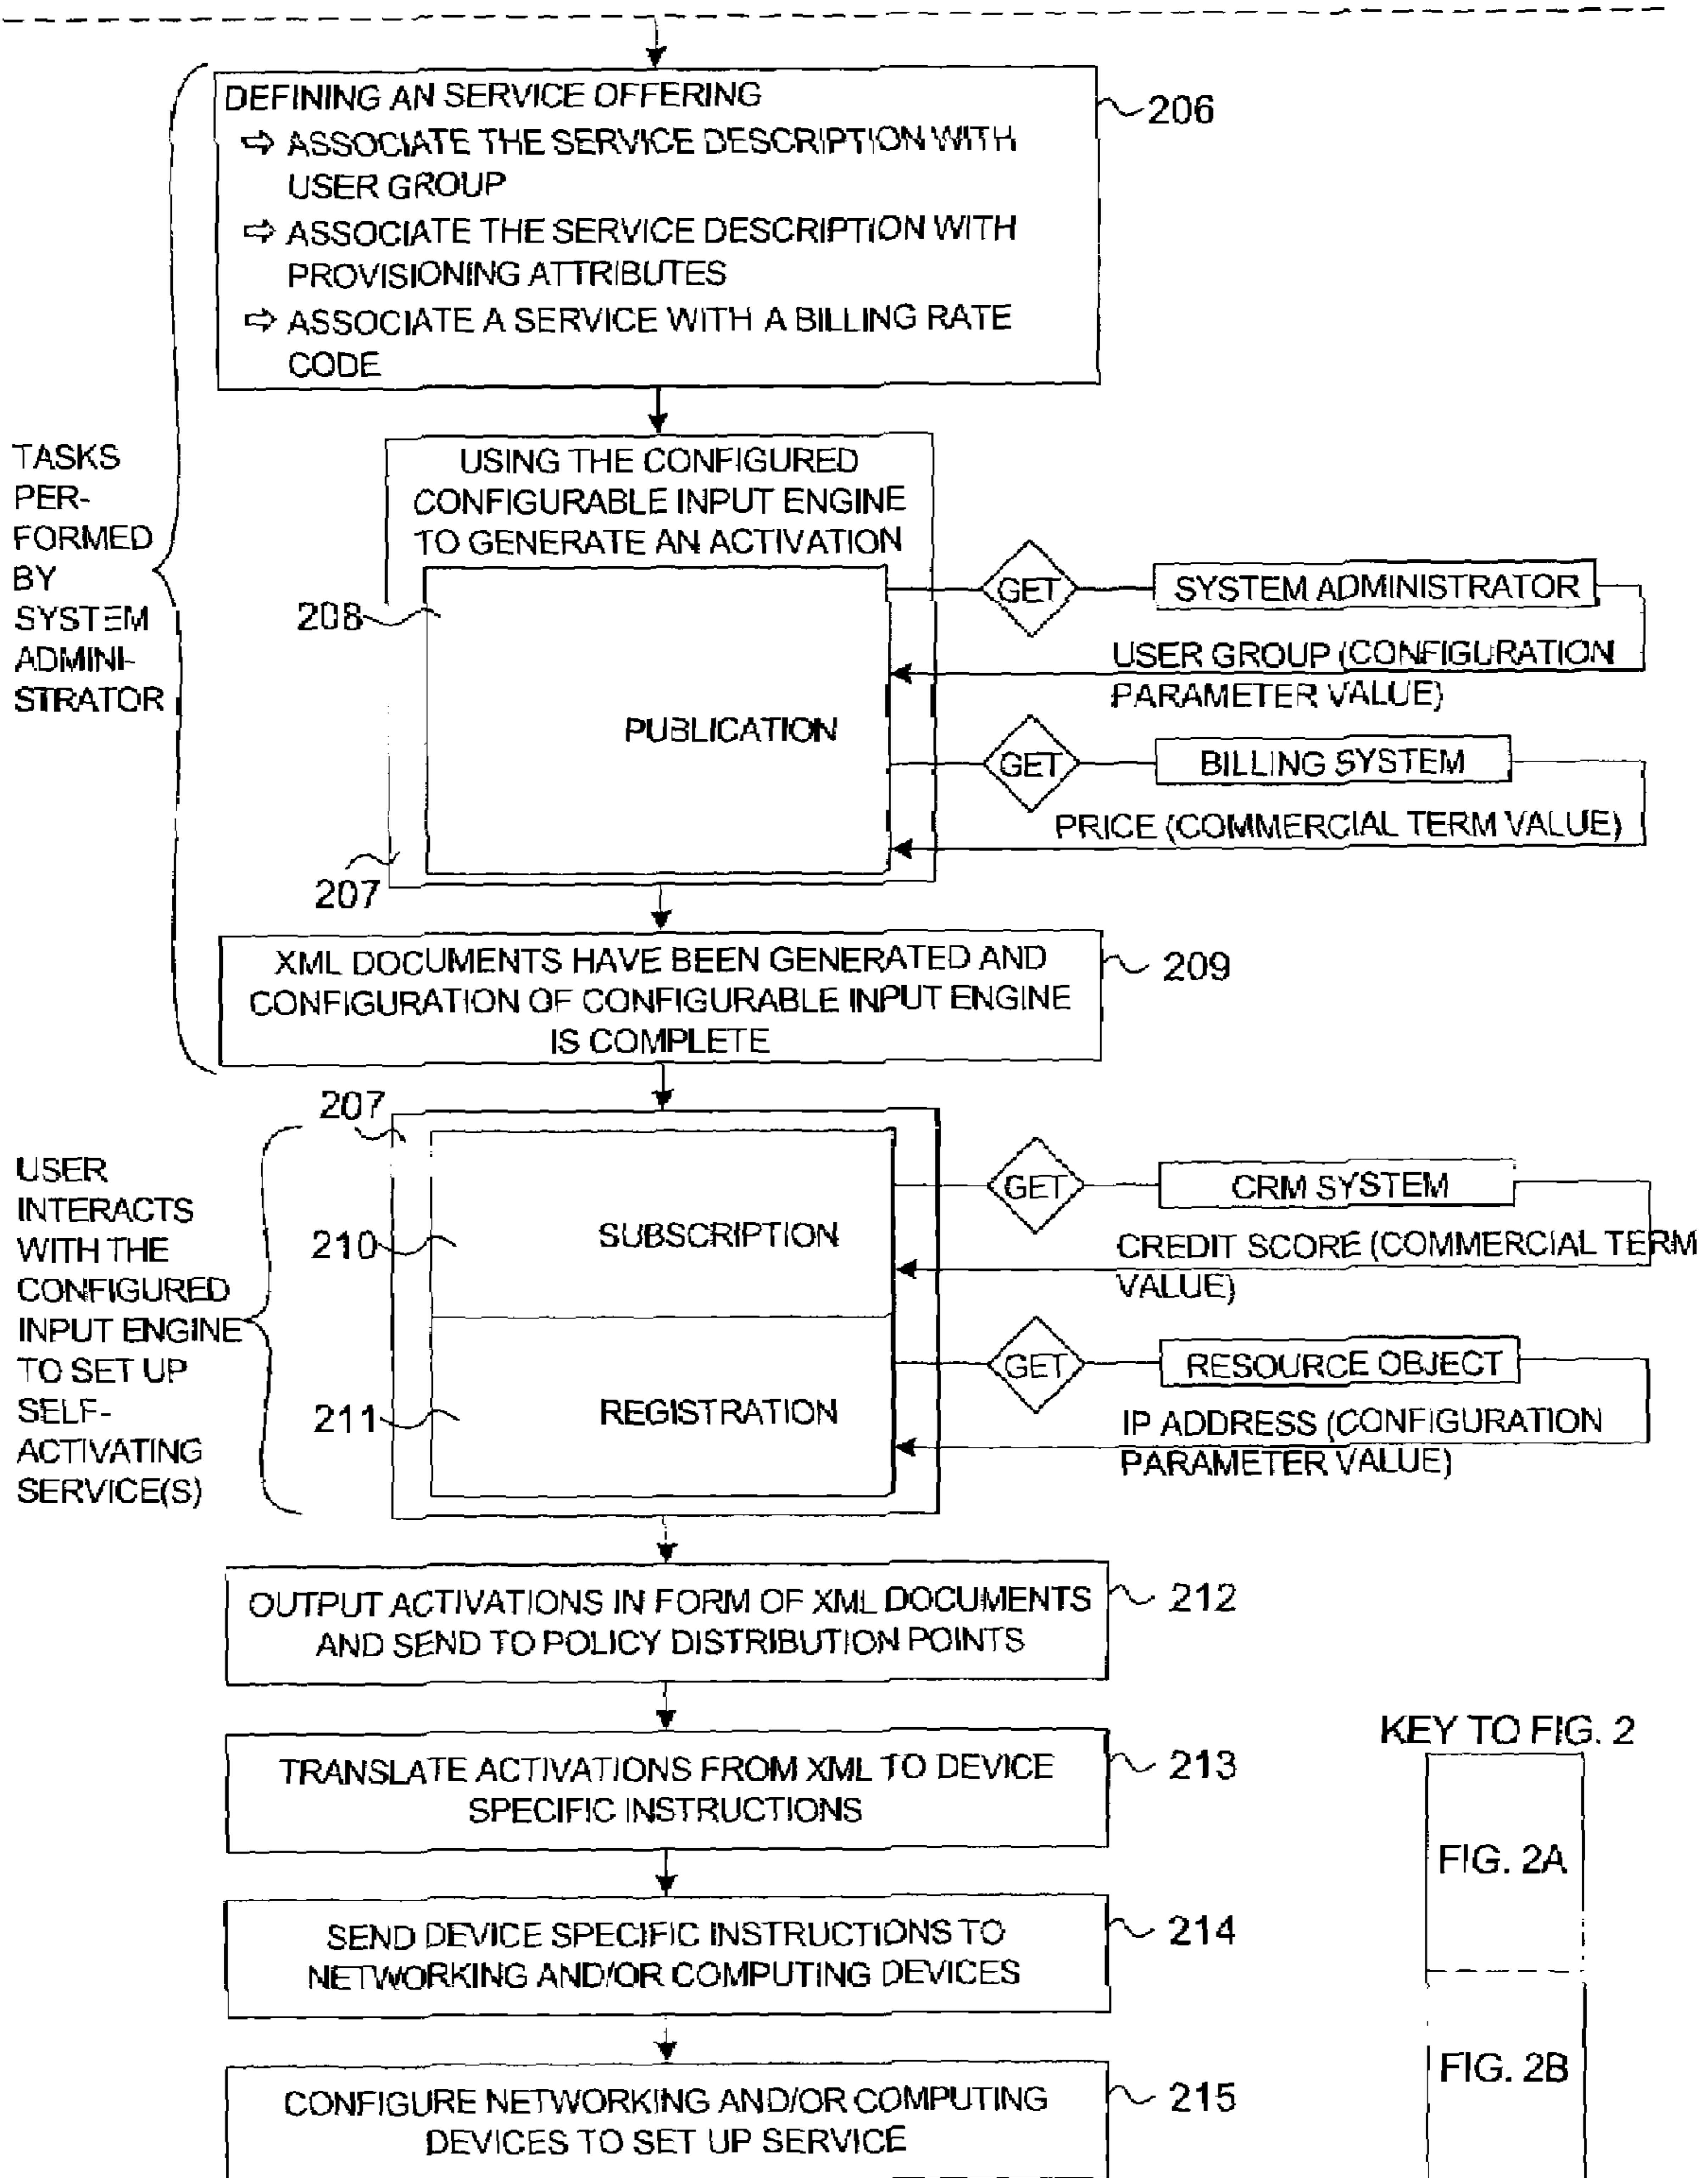 DEFINING AN SERVICE OFFERING
⇨ ASSOCIATE THE SERVICE DESCRIPTION WITH
USER GROUP
⇨ ASSOCIATE THE SERVICE DESCRIPTION WITH
PROVISIONING ATTRIBUTES
⇨ ASSOCIATE A SERVICE WITH A BILLING RATE
CODE
206
TASKS
PER-
FORMED
BY
SYSTEM
ADMINI-
STRATOR
USING THE CONFIGURED
CONFIGURABLE INPUT ENGINE
TO GENERATE AN ACTIVATION
208
PUBLICATION
207
GET
SYSTEM ADMINISTRATOR
USER GROUP (CONFIGURATION
PARAMETER VALUE)
GET
BILLING SYSTEM
PRICE (COMMERCIAL TERM VALUE)
XML DOCUMENTS HAVE BEEN GENERATED AND
CONFIGURATION OF CONFIGURABLE INPUT ENGINE
IS COMPLETE
209
207
USER
INTERACTS
WITH THE
CONFIGURED
INPUT ENGINE
TO SET UP
SELF-
ACTIVATING
SERVICE(S)
210
SUBSCRIPTION
GET
CRM SYSTEM
CREDIT SCORE (COMMERCIAL TERM
VALUE)
211
REGISTRATION
GET
RESOURCE OBJECT
IP ADDRESS (CONFIGURATION
PARAMETER VALUE)
OUTPUT ACTIVATIONS IN FORM OF XML DOCUMENTS
AND SEND TO POLICY DISTRIBUTION POINTS
212
TRANSLATE ACTIVATIONS FROM XML TO DEVICE
SPECIFIC INSTRUCTIONS
213
SEND DEVICE SPECIFIC INSTRUCTIONS TO
NETWORKING AND/OR COMPUTING DEVICES
214
CONFIGURE NETWORKING AND/OR COMPUTING
DEVICES TO SET UP SERVICE
215
KEY TO FIG. 2
FIG. 2A
FIG. 2B